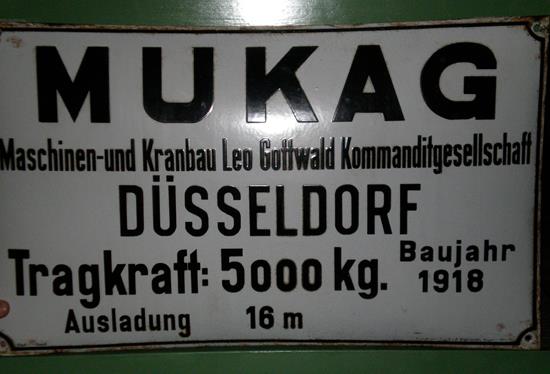 MUKAG
Maschinen-und Kranbau Leo Gottwald Kommanditgesellschaft
DÜSSELDORF
Tragkraft: 5000 kg. Baujahr 1918
Ausladung 16 m